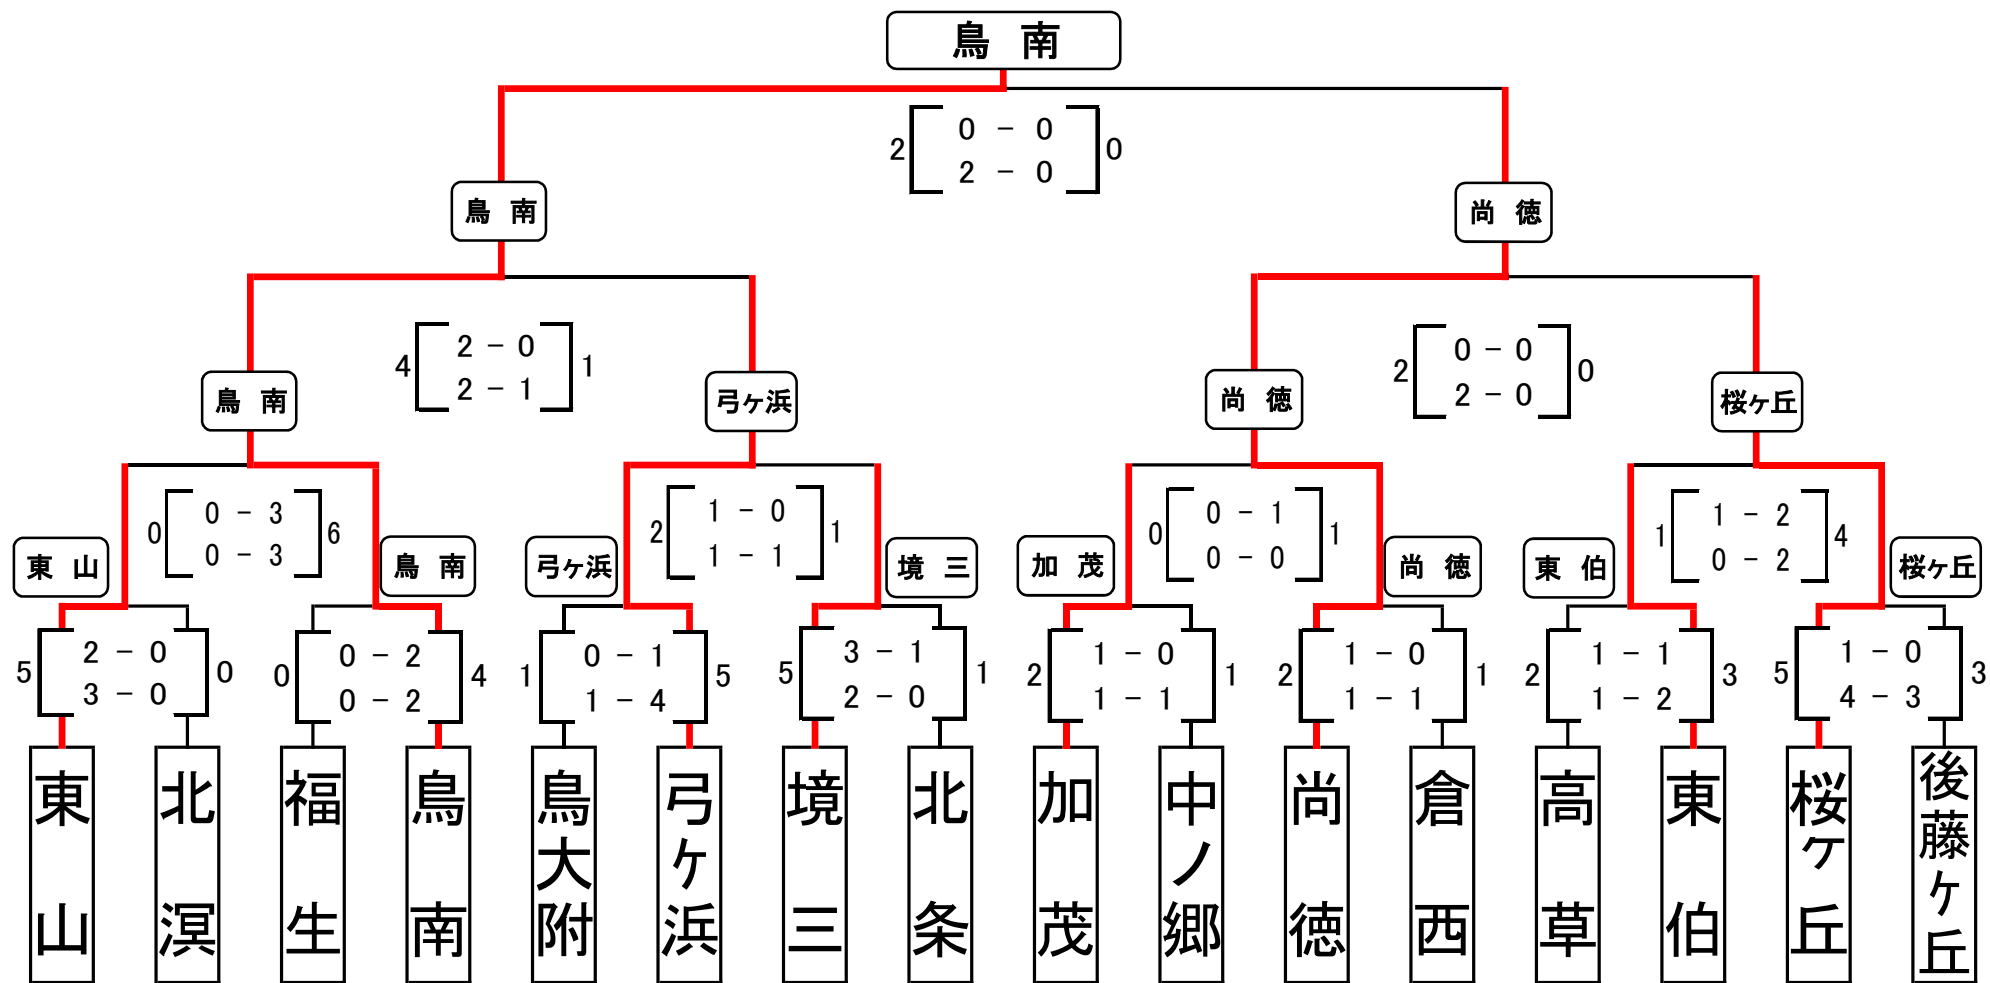 鳥 南
2 0 - 0 0
2 - 0
鳥 南
尚 徳
4 2 - 0 1
2 - 1
2 0 - 0 0
2 - 0
鳥 南
弓ヶ浜
尚 徳
桜ヶ丘
0 0 - 3 6
0 - 3
2 1 - 0 1
1 - 1
0 0 - 1 1
0 - 0
1 1 - 2 4
0 - 2
東 山
鳥 南
弓ヶ浜
境 三
加 茂
尚 徳
東 伯
桜ヶ丘
5 2 - 0 0
3 - 0
0 0 - 2 4
0 - 2
1 0 - 1 5
1 - 4
5 3 - 1 1
2 - 0
2 1 - 0 1
1 - 1
2 1 - 0 1
1 - 1
2 1 - 1 3
1 - 2
5 1 - 0 3
4 - 3
東山
北溟
福生
鳥南
鳥大附
弓ヶ浜
境三
北条
加茂
中ノ郷
尚徳
倉西
高草
東伯
桜ヶ丘
後藤ヶ丘